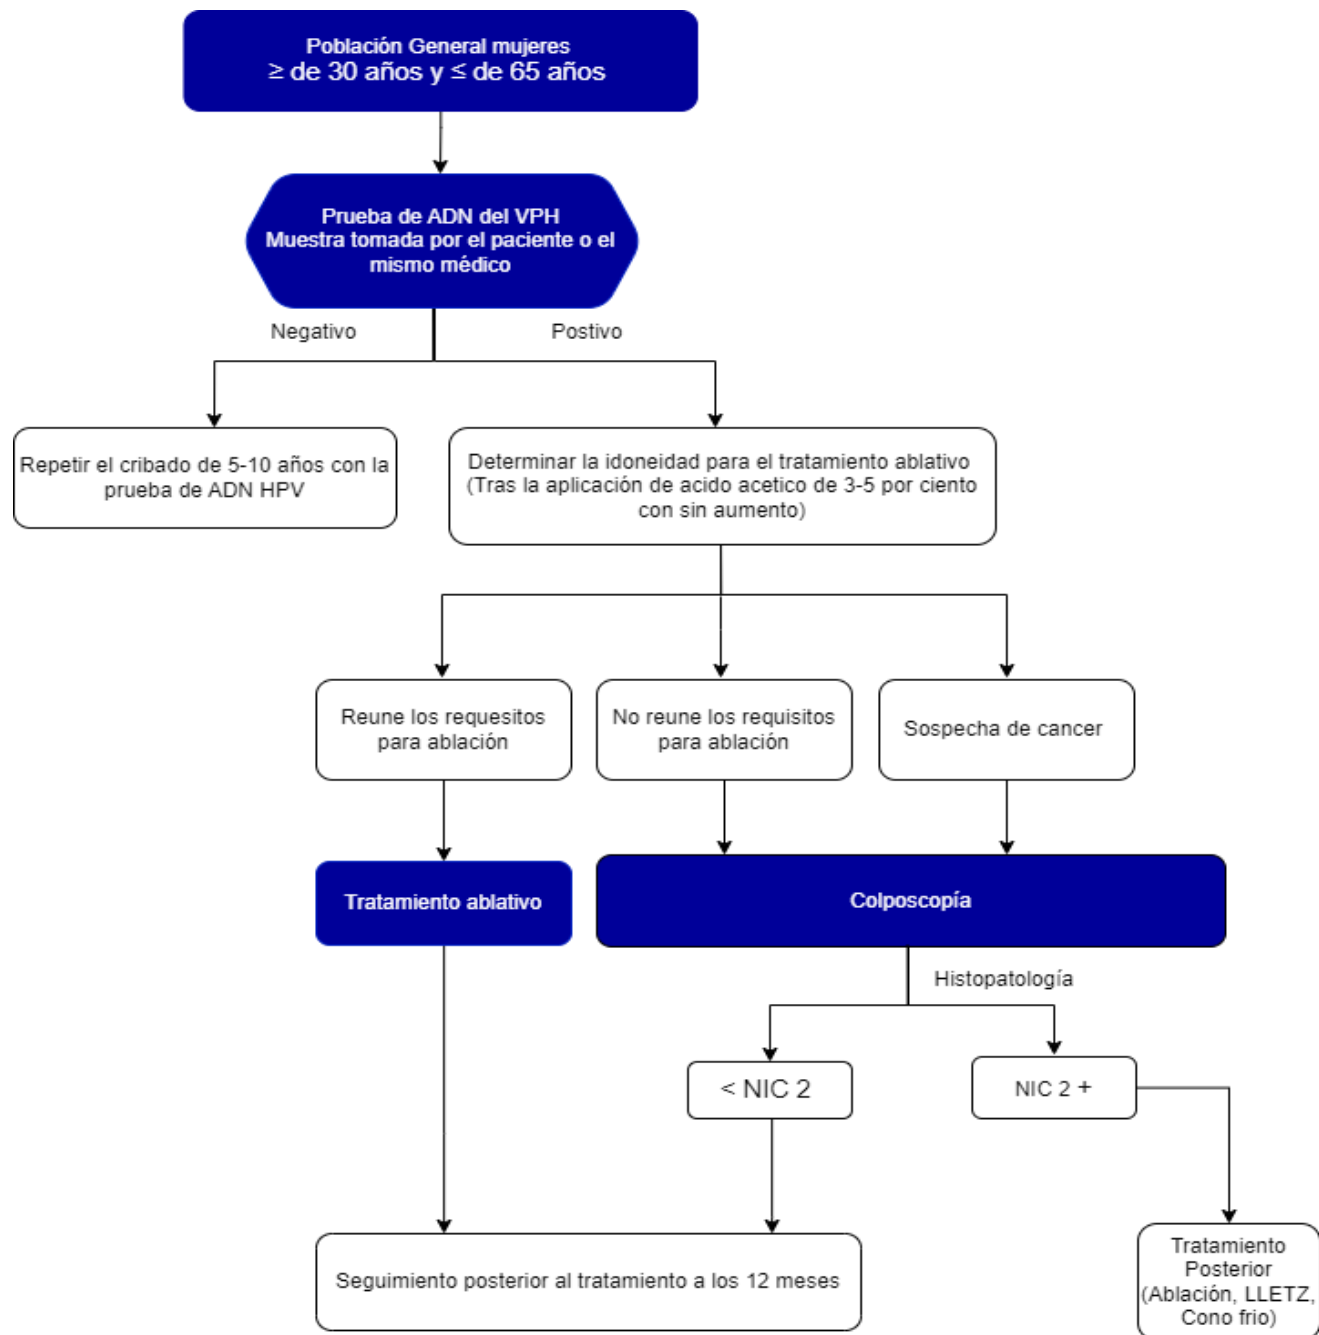 Población General mujeres
≥ de 30 años y ≤ de 65 años
Prueba de ADN del VPH
Muestra tomada por el paciente o el
mismo médico
Negativo
Postivo
Repetir el cribado de 5-10 años con la
prueba de ADN HPV
Determinar la idoneidad para el tratamiento ablativo
(Tras la aplicación de acido acetico de 3-5 por ciento
con sin aumento)
Reune los requesitos
para ablación
No reune los requisitos
para ablación
Sospecha de cancer
Tratamiento ablativo
Colposcopía
Histopatología
< NIC 2
NIC 2 +
Seguimiento posterior al tratamiento a los 12 meses
Tratamiento
Posterior
(Ablación, LLETZ,
Cono frio)